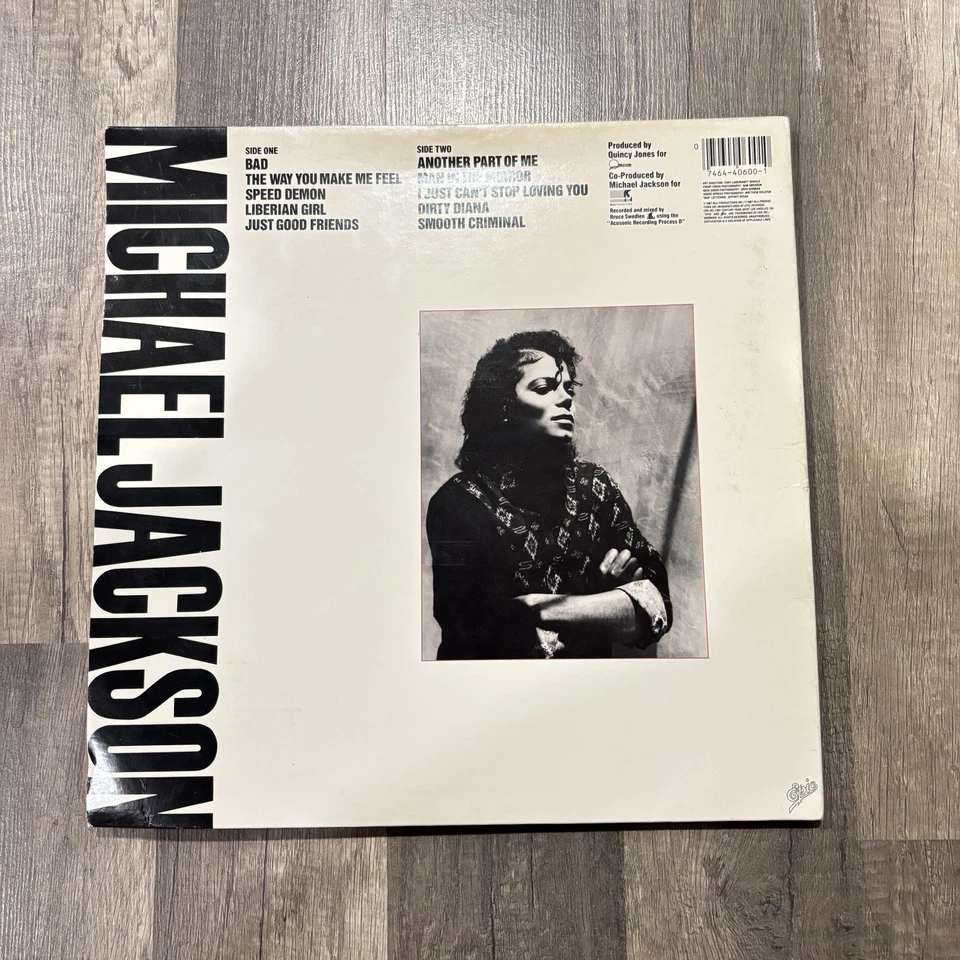 MICHAEL JACKSON
SIDE ONE
BAD
THE WAY YOU MAKE ME FEEL
SPEED DEMON
LIBERIAN GIRL
JUST GOOD FRIENDS
SIDE TWO
ANOTHER PART OF ME
MAN IN THE MIRROR
I JUST CAN'T STOP LOVING YOU
DIRTY DIANA
SMOOTH CRIMINAL
Produced by
Quincy Jones for
Co-Produced by
Michael Jackson for
Recorded and mixed by
Bruce Swedien using the
"Acusonic Recording Process"
0
7464-40600-1
Epic